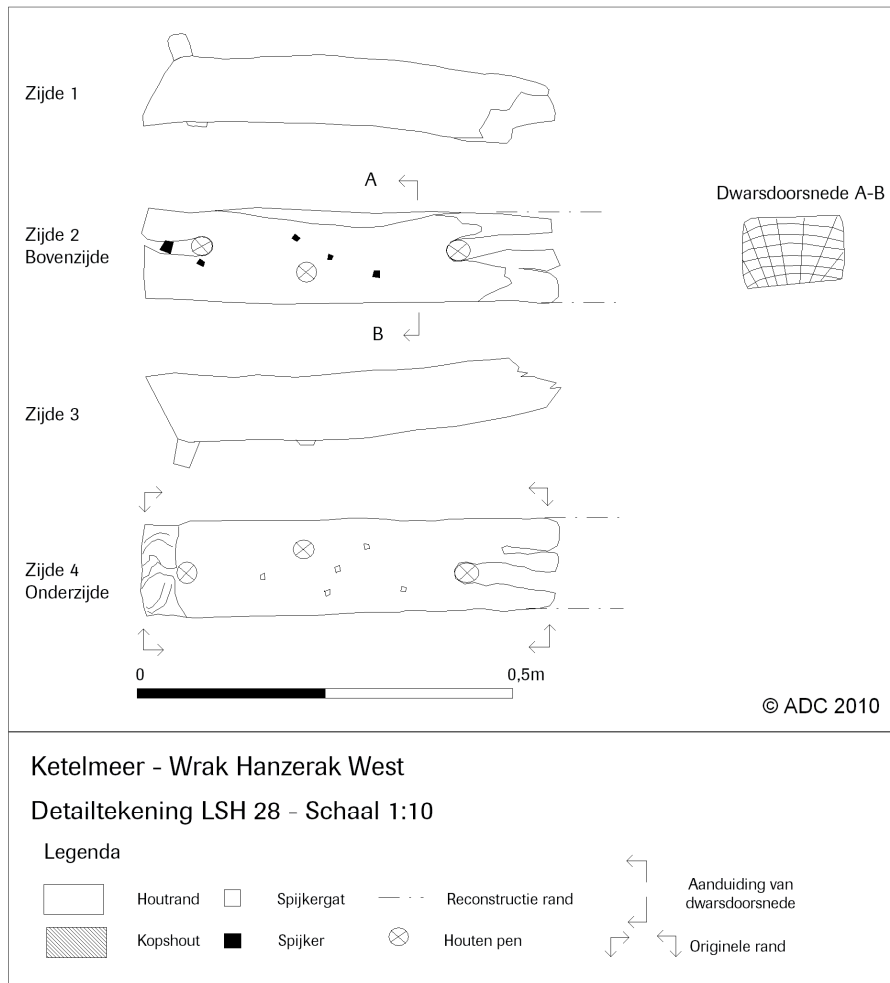 Zijde 1
A
Dwarsdoorsnede A-B
Zijde 2
Bovenzijde
B
Zijde 3
Zijde 4
Onderzijde
0
0,5m
© ADC 2010
Ketelmeer - Wrak Hanzerak West
Detailtekening LSH 28 - Schaal 1:10
Legenda
Houtrand
Spijkergat
Reconstructie rand
Aanduiding van
dwarsdoorsnede
Kopshout
Spijker
Houten pen
Originele rand